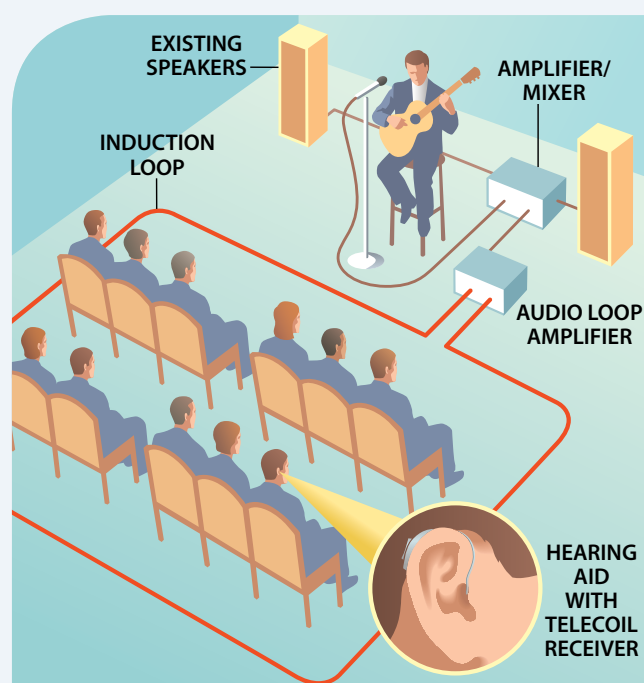 EXISTING
SPEAKERS
AMPLIFIER/
MIXER
INDUCTION
LOOP
AUDIO LOOP
AMPLIFIER
HEARING
AID
WITH
TELECOIL
RECEIVER